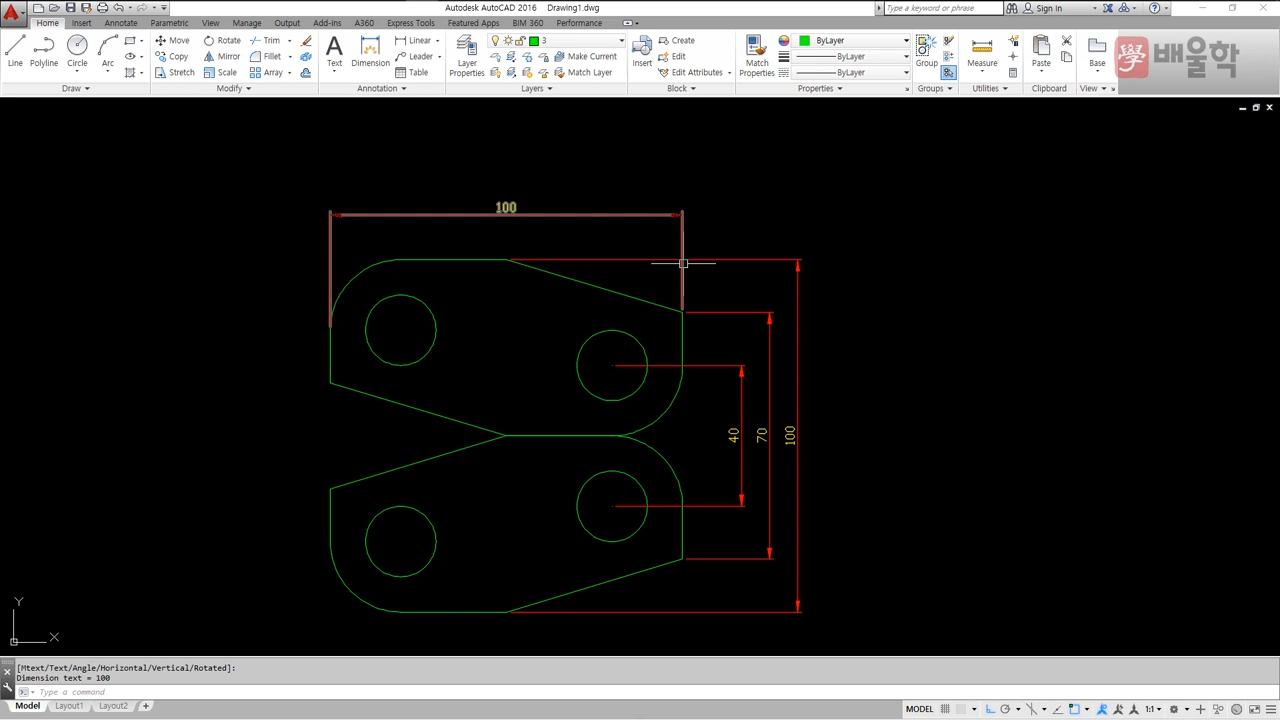 Autodesk AutoCAD 2016 Drawing1.dwg
Type a keyword or phrase
Sign In
Home Insert Annotate Parametric View Manage Output Add-ins A360 Express Tools BIM 360 Performance
Line Polyline Circle Arc
Move Rotate Trim
Copy Mirror Fillet
Stretch Scale Array
Text Dimension
Linear
Leader
Table
Layer Properties
3
Make Current
Match Layer
Insert
Create
Edit
Edit Attributes
Match Properties
ByLayer
ByLayer
ByLayer
Group
Measure
Paste
Base
學 배울학
Draw Modify Annotation Layers Block Properties Groups Utilities Clipboard View
100
40 70 100
Y
X
[Mtext/Text/Angle/Horizontal/Vertical/Rotated]:
Dimension text = 100
Type a command
Model Layout1 Layout2 +
MODEL 1:1